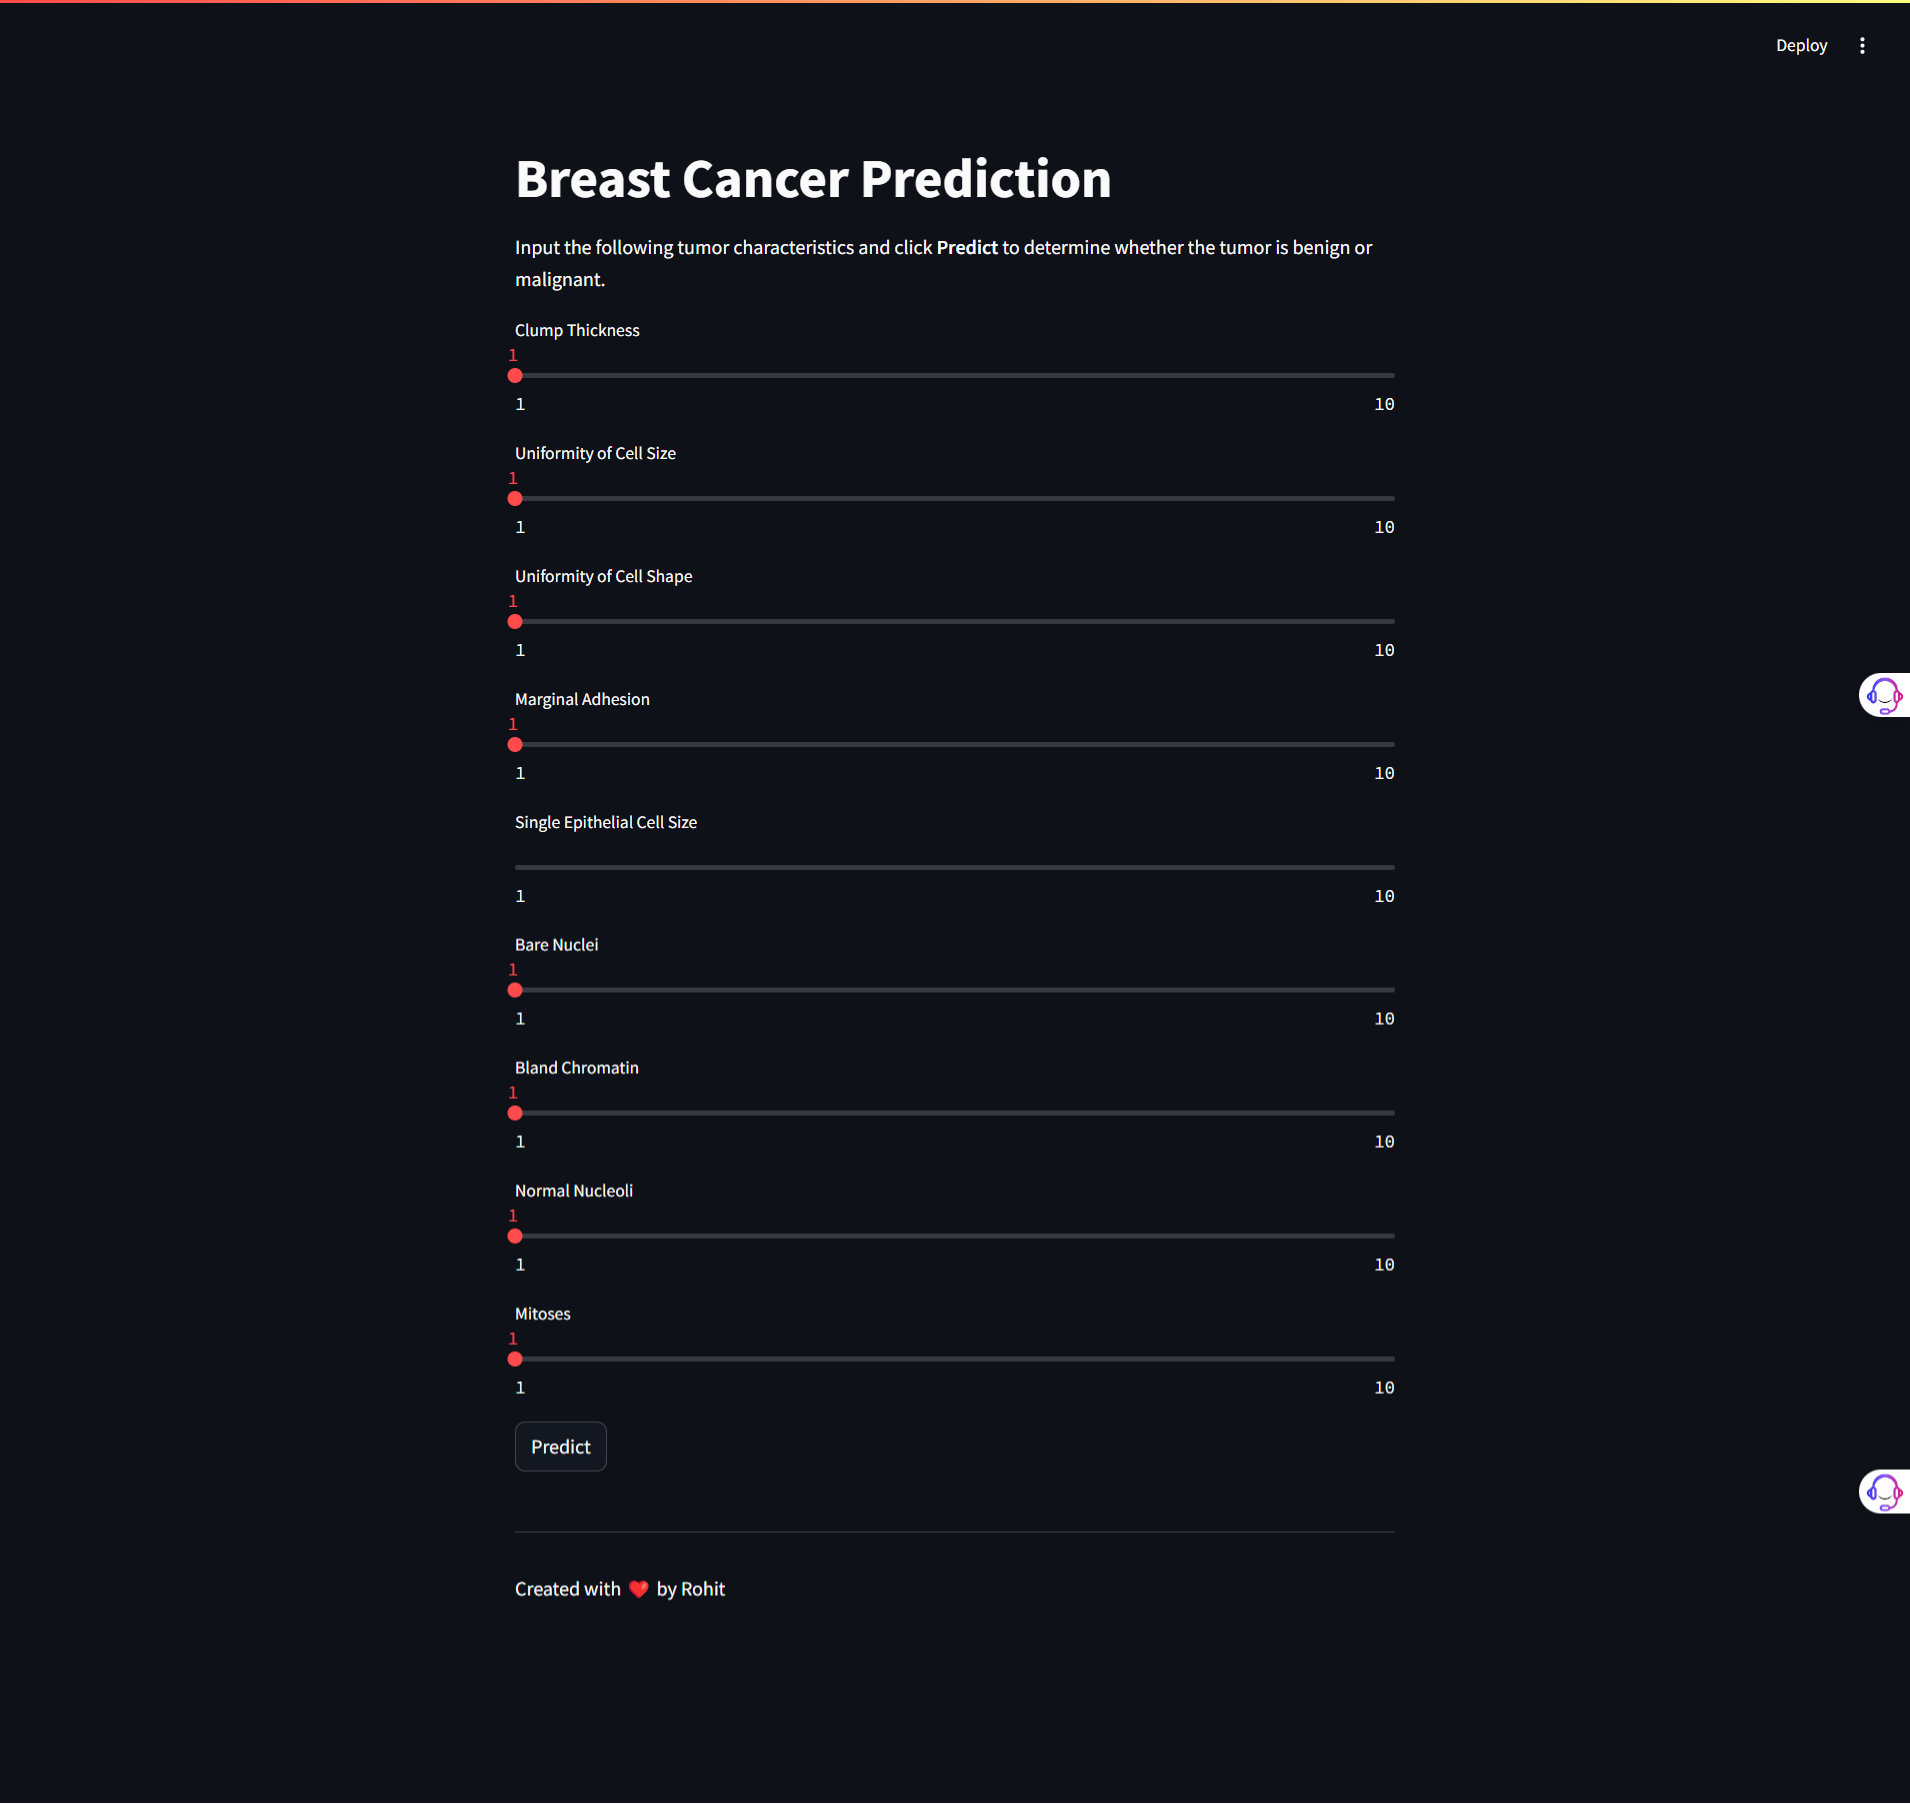 Deploy
Breast Cancer Prediction
Input the following tumor characteristics and click Predict to determine whether the tumor is benign or
malignant.
Clump Thickness
1
1 10
Uniformity of Cell Size
1
1 10
Uniformity of Cell Shape
1
1 10
Marginal Adhesion
1
1 10
Single Epithelial Cell Size
1 10
Bare Nuclei
1
1 10
Bland Chromatin
1
1 10
Normal Nucleoli
1
1 10
Mitoses
1
1 10
Predict
Created with ❤️ by Rohit